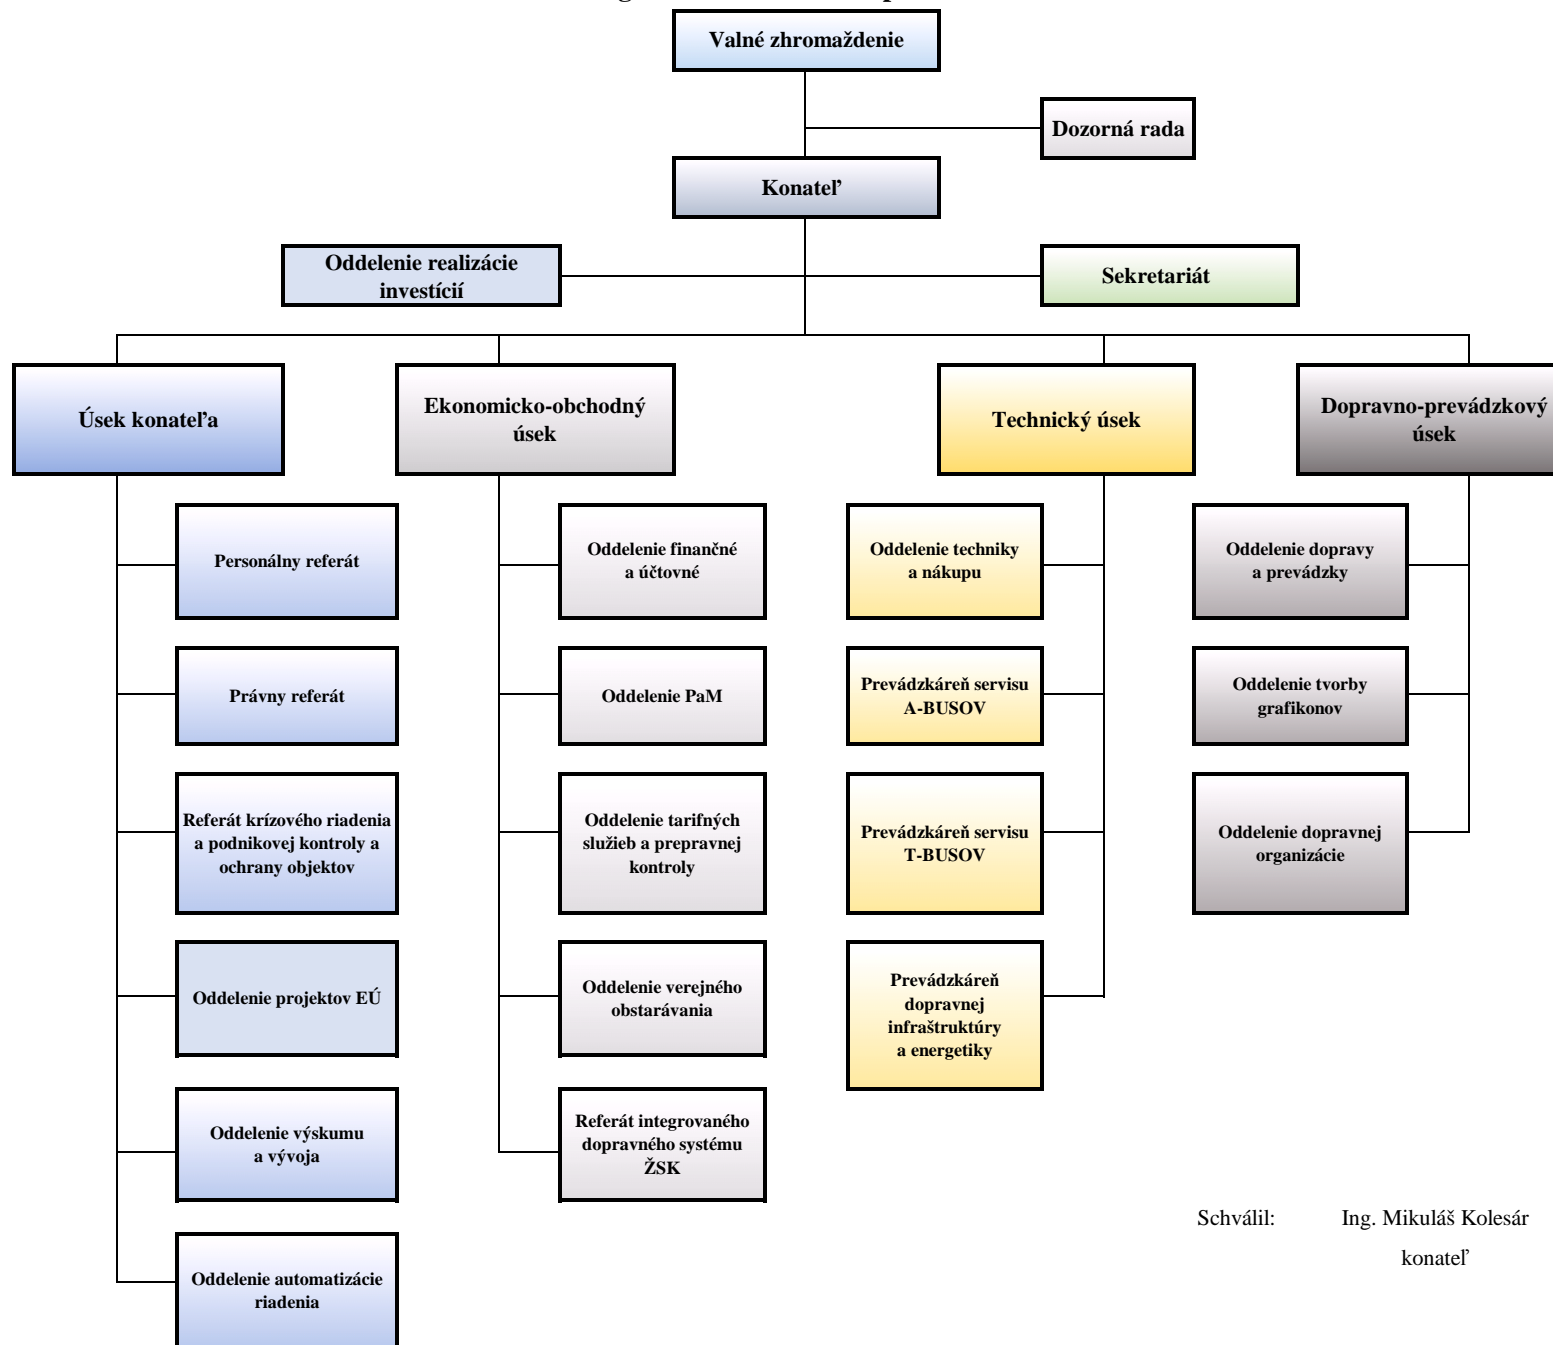 Valné zhromaždenie
Dozorná rada
Konateľ
Oddelenie realizácie
investícií
Sekretariát
Úsek konateľa
Ekonomicko-obchodný
úsek
Technický úsek
Dopravno-prevádzkový
úsek
Personálny referát
Právny referát
Referát krízového riadenia
a podnikovej kontroly a
ochrany objektov
Oddelenie projektov EÚ
Oddelenie výskumu
a vývoja
Oddelenie automatizácie
riadenia
Oddelenie finančné
a účtovné
Oddelenie PaM
Oddelenie tarifných
služieb a prepravnej
kontroly
Oddelenie verejného
obstarávania
Referát integrovaného
dopravného systému
ŽSK
Oddelenie techniky
a nákupu
Prevádzkáreň servisu
A-BUSOV
Prevádzkáreň servisu
T-BUSOV
Prevádzkáreň
dopravnej
infraštruktúry
a energetiky
Oddelenie dopravy
a prevádzky
Oddelenie tvorby
grafikonov
Oddelenie dopravnej
organizácie
Schválil: Ing. Mikuláš Kolesár
konateľ